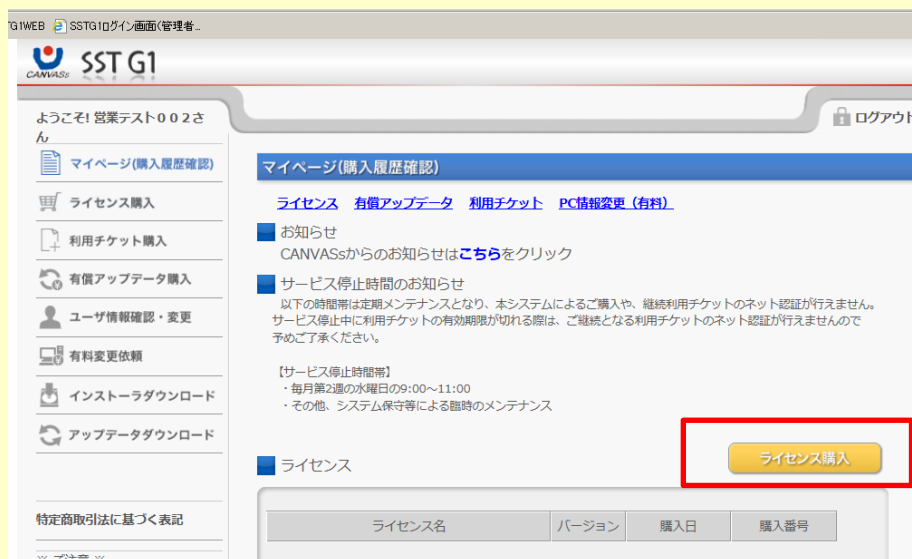 G1WEB SSTG1ログイン画面(管理者...
CANVASs SST G1
ようこそ! 営業テスト００２さ
ん
ログアウト
マイページ(購入履歴確認)
ライセンス購入
利用チケット購入
有償アップデータ購入
ユーザ情報確認・変更
有料変更依頼
インストーラダウンロード
アップデータダウンロード
特定商取引法に基づく表記
※ ご注意 ※
マイページ(購入履歴確認)
ライセンス 有償アップデータ 利用チケット PC情報変更（有料）
お知らせ
CANVASsからのお知らせはこちらをクリック
サービス停止時間のお知らせ
以下の時間帯は定期メンテナンスとなり、本システムによるご購入や、継続利用チケットのネット認証が行えません。
サービス停止中に利用チケットの有効期限が切れる際は、ご継続となる利用チケットのネット認証が行えませんので
予めご了承ください。
【サービス停止時間帯】
・毎月第2週の水曜日の9:00～11:00
・その他、システム保守等による臨時のメンテナンス
ライセンス
ライセンス購入
ライセンス名 バージョン 購入日 購入番号